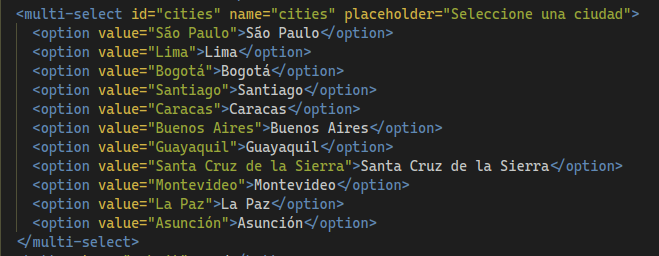 <multi-select id="cities" name="cities" placeholder="Seleccione una ciudad">
<option value="São Paulo">São Paulo</option>
<option value="Lima">Lima</option>
<option value="Bogotá">Bogotá</option>
<option value="Santiago">Santiago</option>
<option value="Caracas">Caracas</option>
<option value="Buenos Aires">Buenos Aires</option>
<option value="Guayaquil">Guayaquil</option>
<option value="Santa Cruz de la Sierra">Santa Cruz de la Sierra</option>
<option value="Montevideo">Montevideo</option>
<option value="La Paz">La Paz</option>
<option value="Asunción">Asunción</option>
</multi-select>